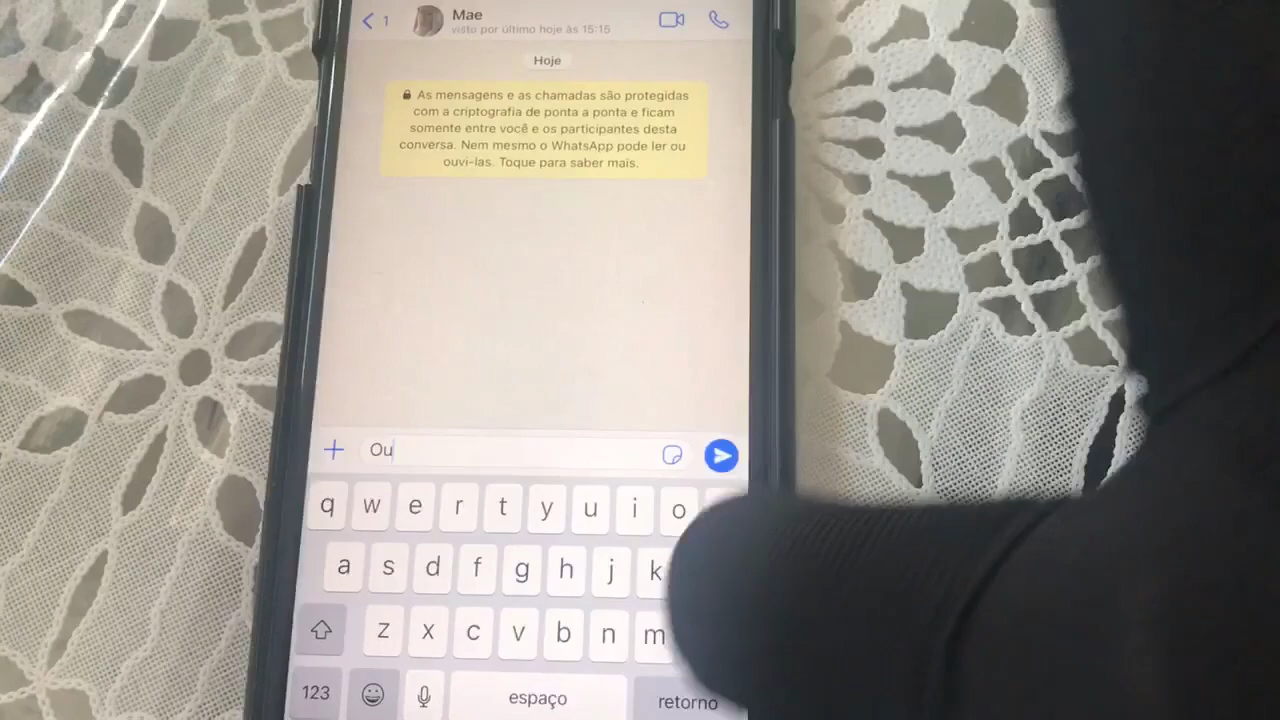 1
Mae
visto por último hoje às 15:15
Hoje
As mensagens e as chamadas são protegidas
com a criptografia de ponta a ponta e ficam
somente entre você e os participantes desta
conversa. Nem mesmo o WhatsApp pode ler ou
ouvi-las. Toque para saber mais.
Ou
q w e r t y u i o
a s d f g h j k
z x c v b n m
123 espaço retorno